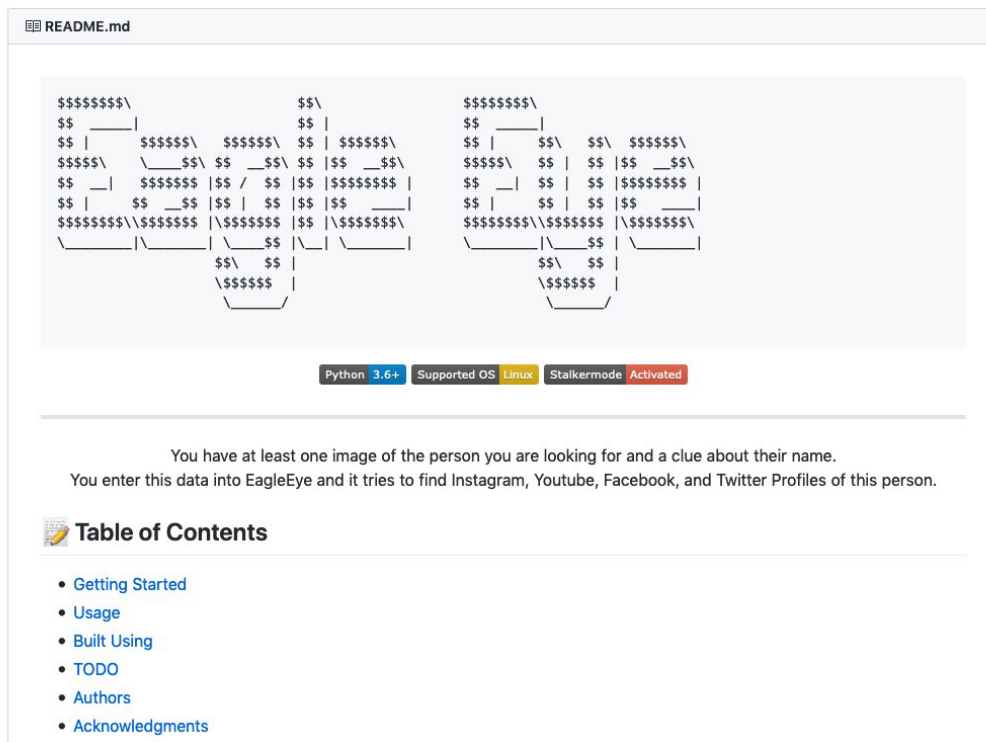 README.md
Eagle Eye
Python 3.6+ Supported OS Linux Stalkermode Activated
You have at least one image of the person you are looking for and a clue about their name.
You enter this data into EagleEye and it tries to find Instagram, Youtube, Facebook, and Twitter Profiles of this person.
Table of Contents
Getting Started
Usage
Built Using
TODO
Authors
Acknowledgments